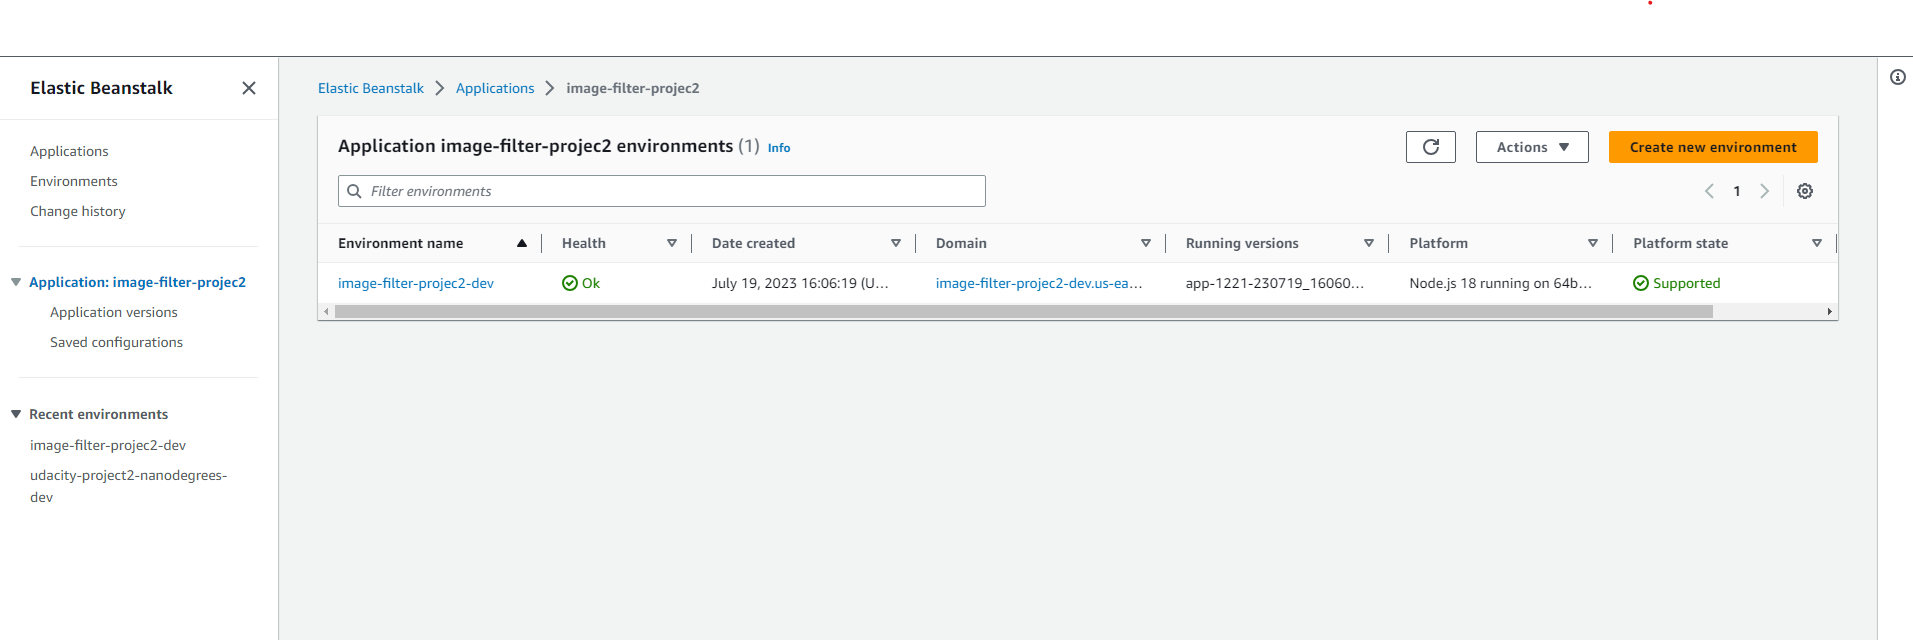 Elastic Beanstalk
Applications
Environments
Change history
Application: image-filter-projec2
Application versions
Saved configurations
Recent environments
image-filter-projec2-dev
udacity-project2-nanodegrees-
dev
Elastic Beanstalk > Applications > image-filter-projec2
Application image-filter-projec2 environments (1) Info
Actions
Create new environment
Filter environments
1
Environment name Health Date created Domain Running versions Platform Platform state
image-filter-projec2-dev Ok July 19, 2023 16:06:19 (U... image-filter-projec2-dev.us-ea... app-1221-230719_16060... Node.js 18 running on 64b... Supported